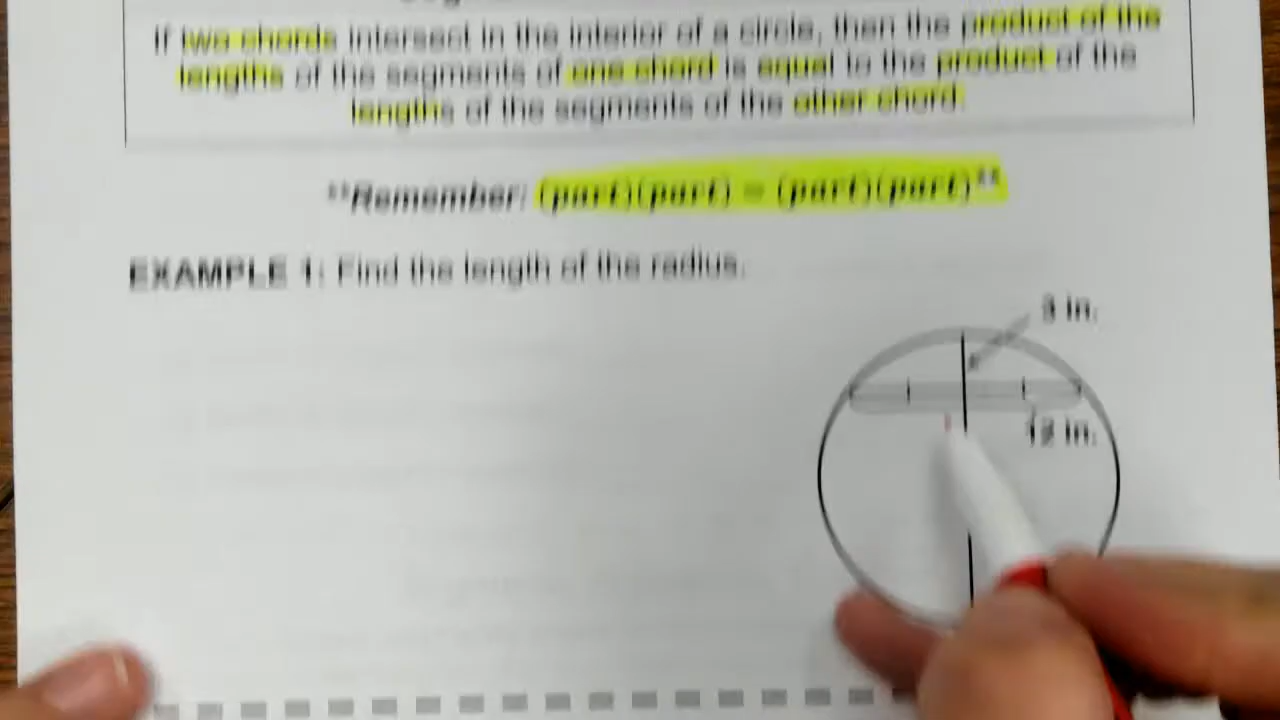 If two chords intersect in the interior of a circle, then the product of the
lengths of the segments of one chord is equal to the product of the
lengths of the segments of the other chord.
**Remember: (part)(part) = (part)(part)**
EXAMPLE 1: Find the length of the radius.
3 in.
12 in.